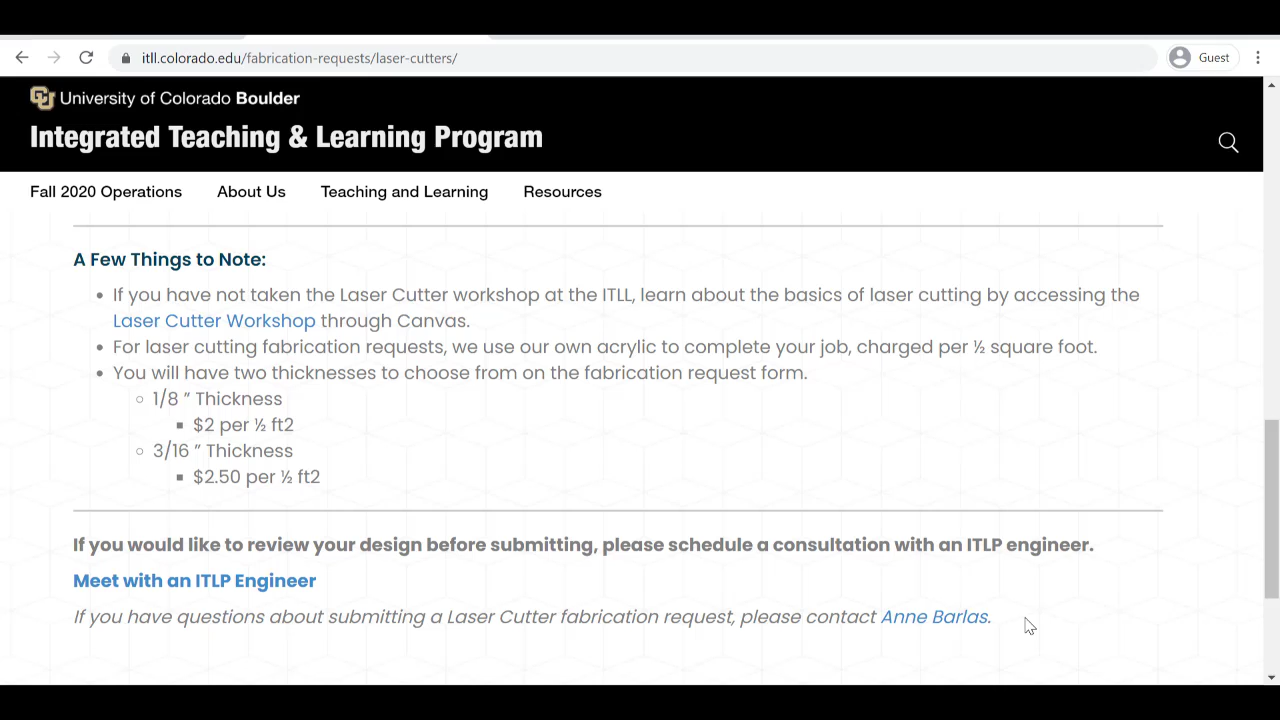 itll.colorado.edu/fabrication-requests/laser-cutters/
Guest
University of Colorado Boulder
Integrated Teaching & Learning Program
Fall 2020 Operations
About Us
Teaching and Learning
Resources
A Few Things to Note:
If you have not taken the Laser Cutter workshop at the ITLL, learn about the basics of laser cutting by accessing the
Laser Cutter Workshop through Canvas.
For laser cutting fabrication requests, we use our own acrylic to complete your job, charged per ½ square foot.
You will have two thicknesses to choose from on the fabrication request form.
1/8 ” Thickness
$2 per ½ ft2
3/16 ” Thickness
$2.50 per ½ ft2
If you would like to review your design before submitting, please schedule a consultation with an ITLP engineer.
Meet with an ITLP Engineer
If you have questions about submitting a Laser Cutter fabrication request, please contact Anne Barlas.